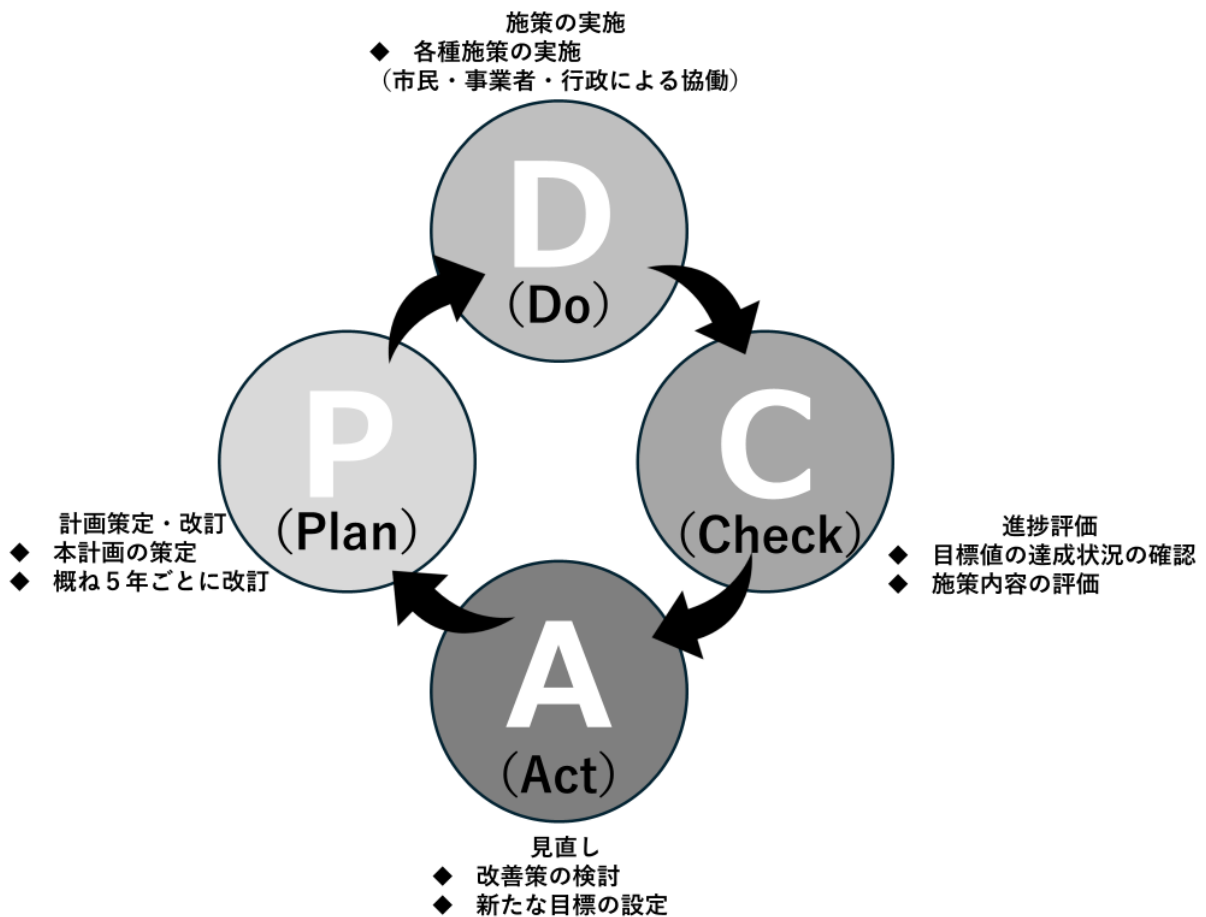 施策の実施
◆ 各種施策の実施
（市民・事業者・行政による協働）
D
（Do）
P
（Plan）
計画策定・改訂
◆ 本計画の策定
◆ 概ね５年ごとに改訂
C
（Check）
進捗評価
◆ 目標値の達成状況の確認
◆ 施策内容の評価
A
（Act）
見直し
◆ 改善策の検討
◆ 新たな目標の設定